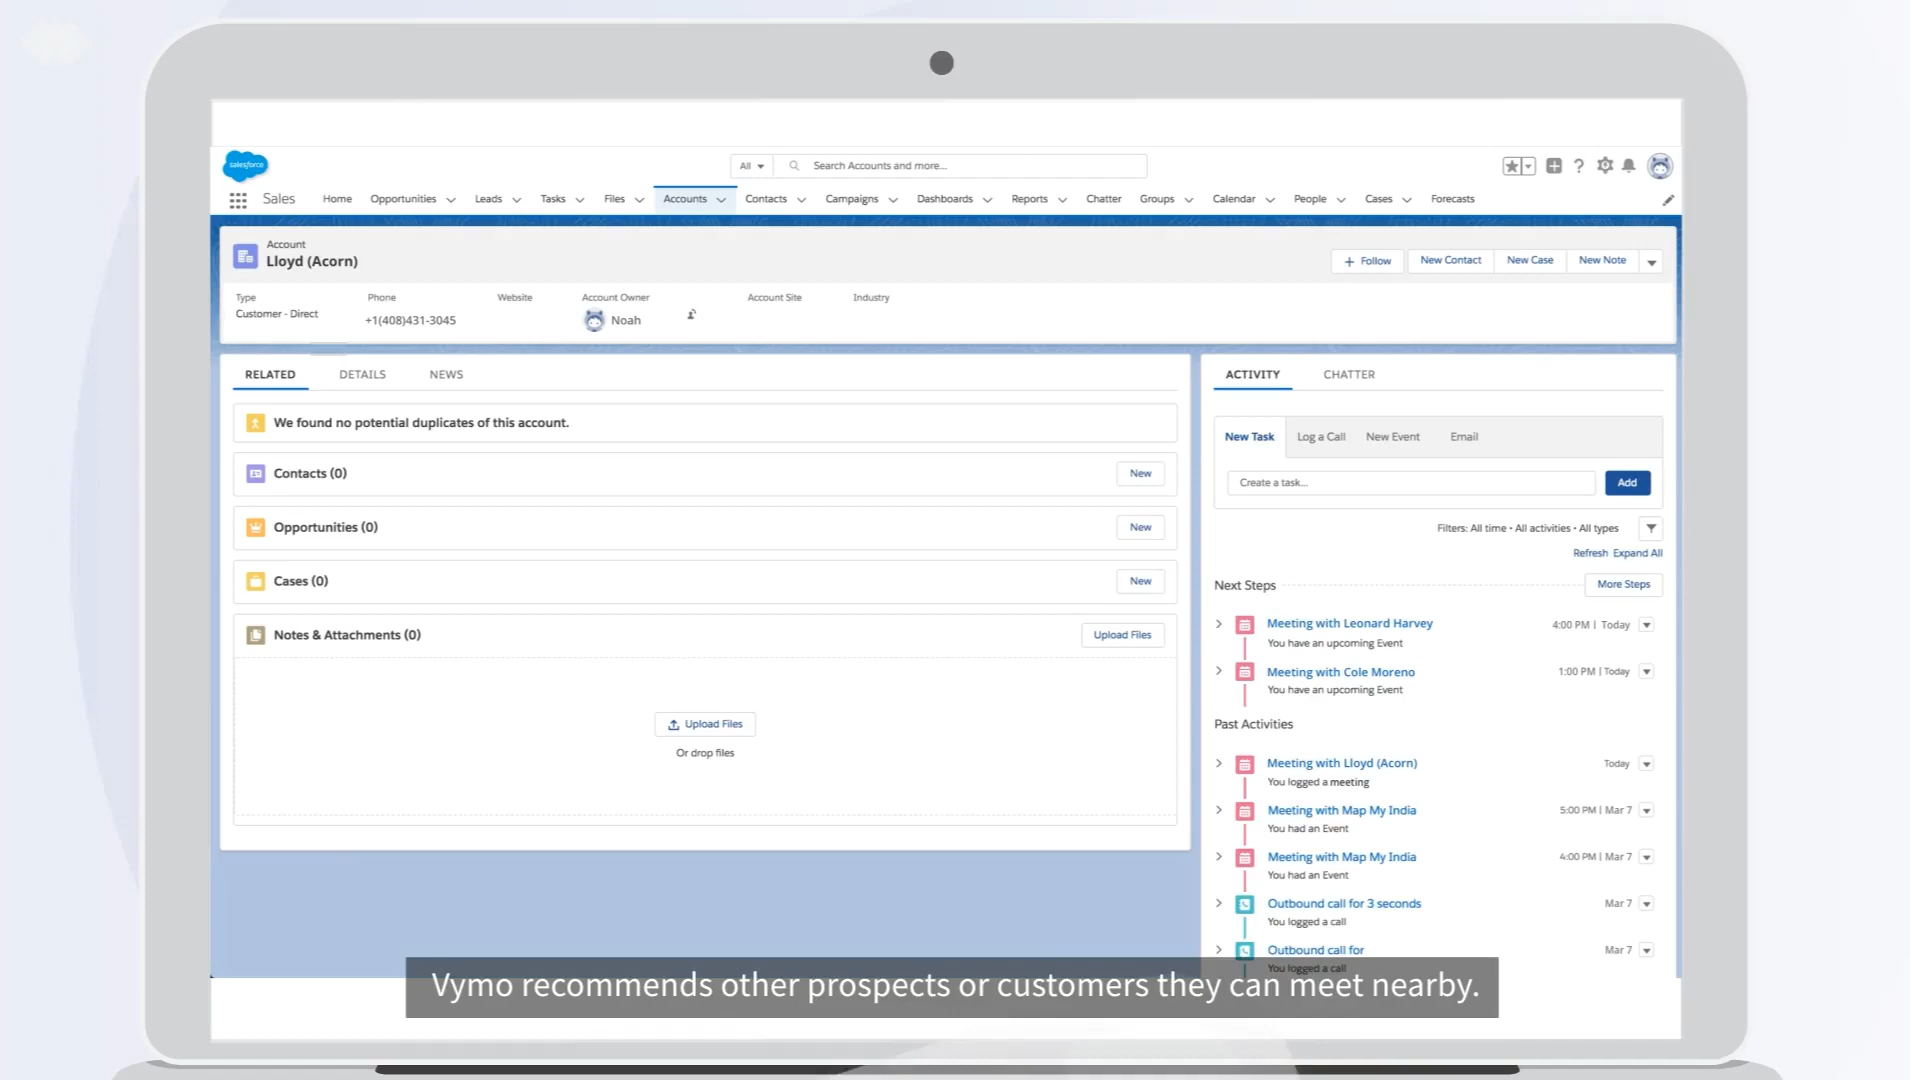 salesforce
All
Search Accounts and more...
Sales Home Opportunities Leads Tasks Files Accounts Contacts Campaigns Dashboards Reports Chatter Groups Calendar People Cases Forecasts
Account
Lloyd (Acorn)
+ Follow New Contact New Case New Note
Type Phone Website Account Owner Account Site Industry
Customer - Direct +1(408)431-3045 Noah
RELATED DETAILS NEWS
We found no potential duplicates of this account.
Contacts (0) New
Opportunities (0) New
Cases (0) New
Notes & Attachments (0) Upload Files
Upload Files
Or drop files
ACTIVITY CHATTER
New Task Log a Call New Event Email
Create a task... Add
Filters: All time • All activities • All types
Refresh Expand All
Next Steps More Steps
Meeting with Leonard Harvey 4:00 PM | Today
You have an upcoming Event
Meeting with Cole Moreno 1:00 PM | Today
You have an upcoming Event
Past Activities
Meeting with Lloyd (Acorn) Today
You logged a meeting
Meeting with Map My India 5:00 PM | Mar 7
You had an Event
Meeting with Map My India 4:00 PM | Mar 7
You had an Event
Outbound call for 3 seconds Mar 7
You logged a call
Outbound call for Mar 7
You logged a call
Vymo recommends other prospects or customers they can meet nearby.